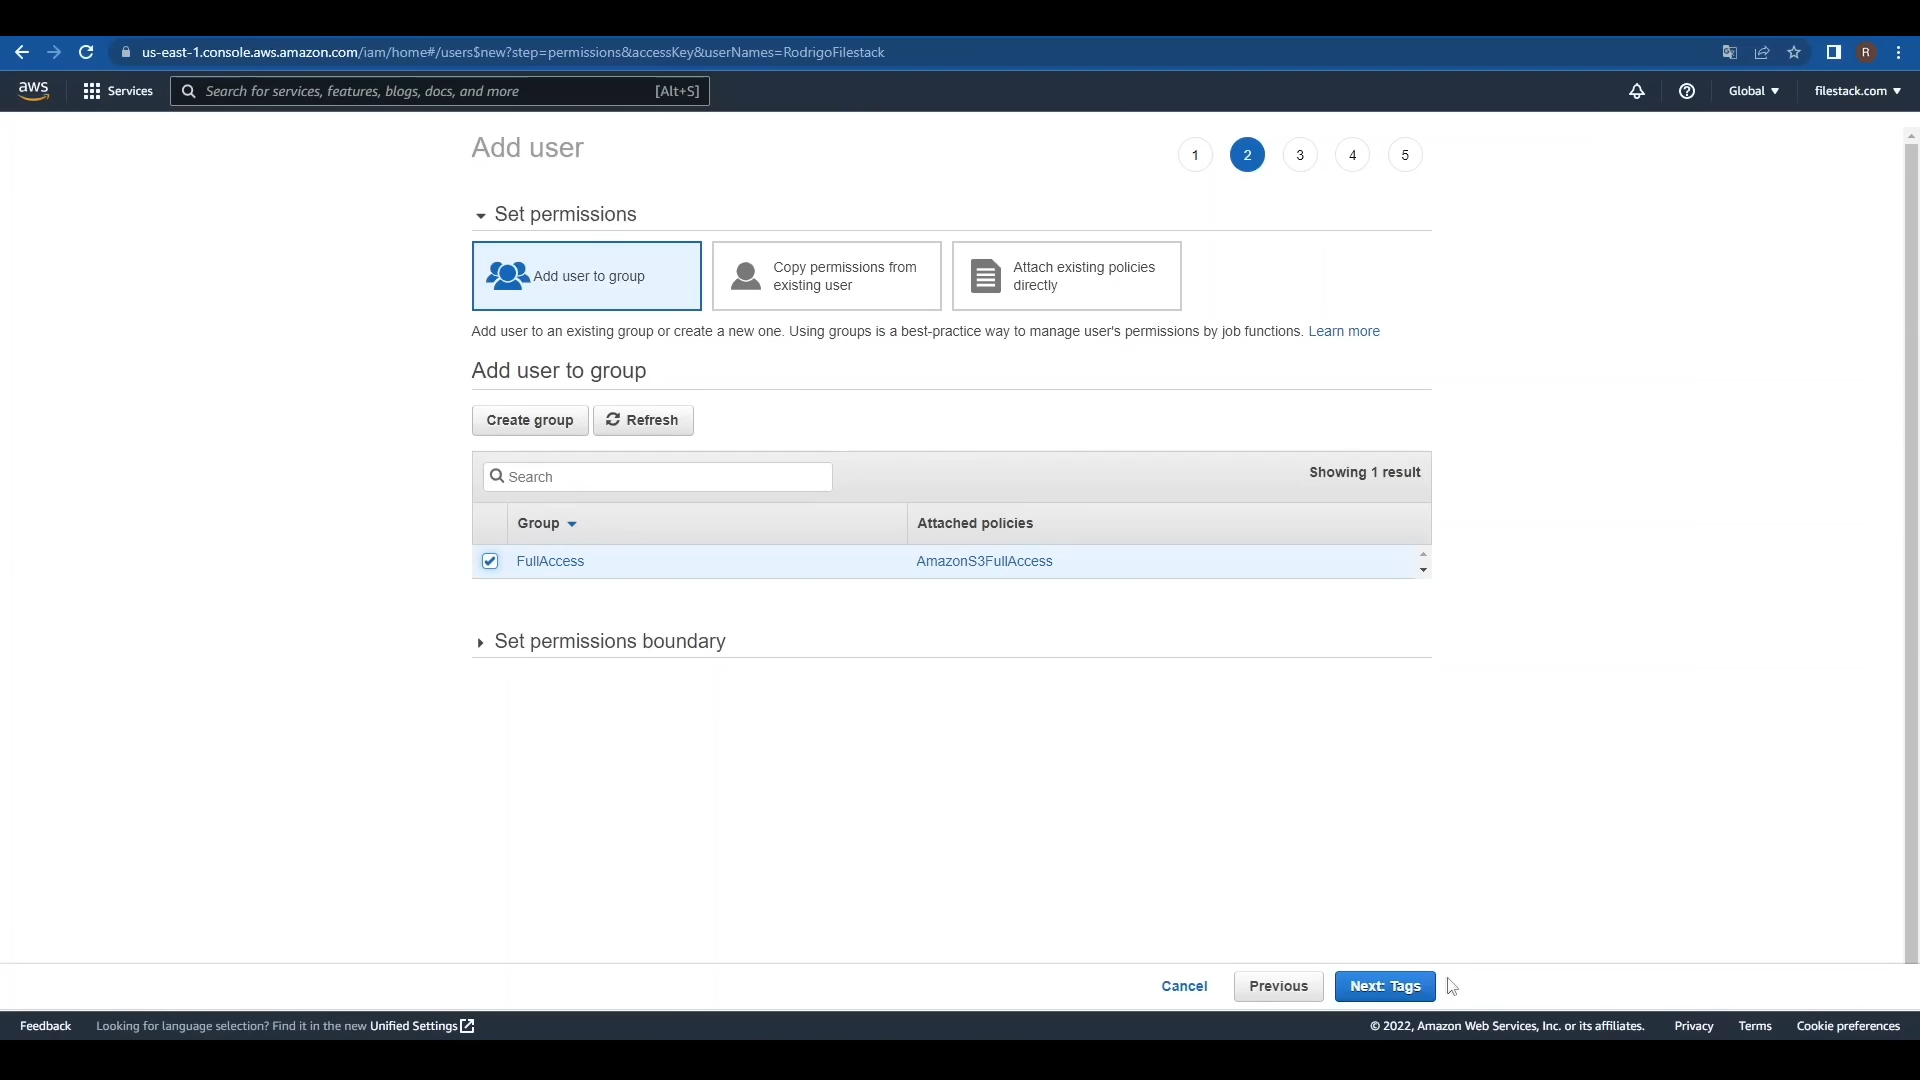 us-east-1.console.aws.amazon.com/iam/home#/users$new?step=permissions&accessKey&userNames=RodrigoFilestack
R
aws
Services
Search for services, features, blogs, docs, and more
[Alt+S]
Global
filestack.com
Add user
1
2
3
4
5
Set permissions
Add user to group
Copy permissions from
existing user
Attach existing policies
directly
Add user to an existing group or create a new one. Using groups is a best-practice way to manage user's permissions by job functions. Learn more
Add user to group
Create group
Refresh
Search
Showing 1 result
Group
Attached policies
FullAccess
AmazonS3FullAccess
Set permissions boundary
Cancel
Previous
Next: Tags
Feedback
Looking for language selection? Find it in the new Unified Settings
© 2022, Amazon Web Services, Inc. or its affiliates.
Privacy
Terms
Cookie preferences